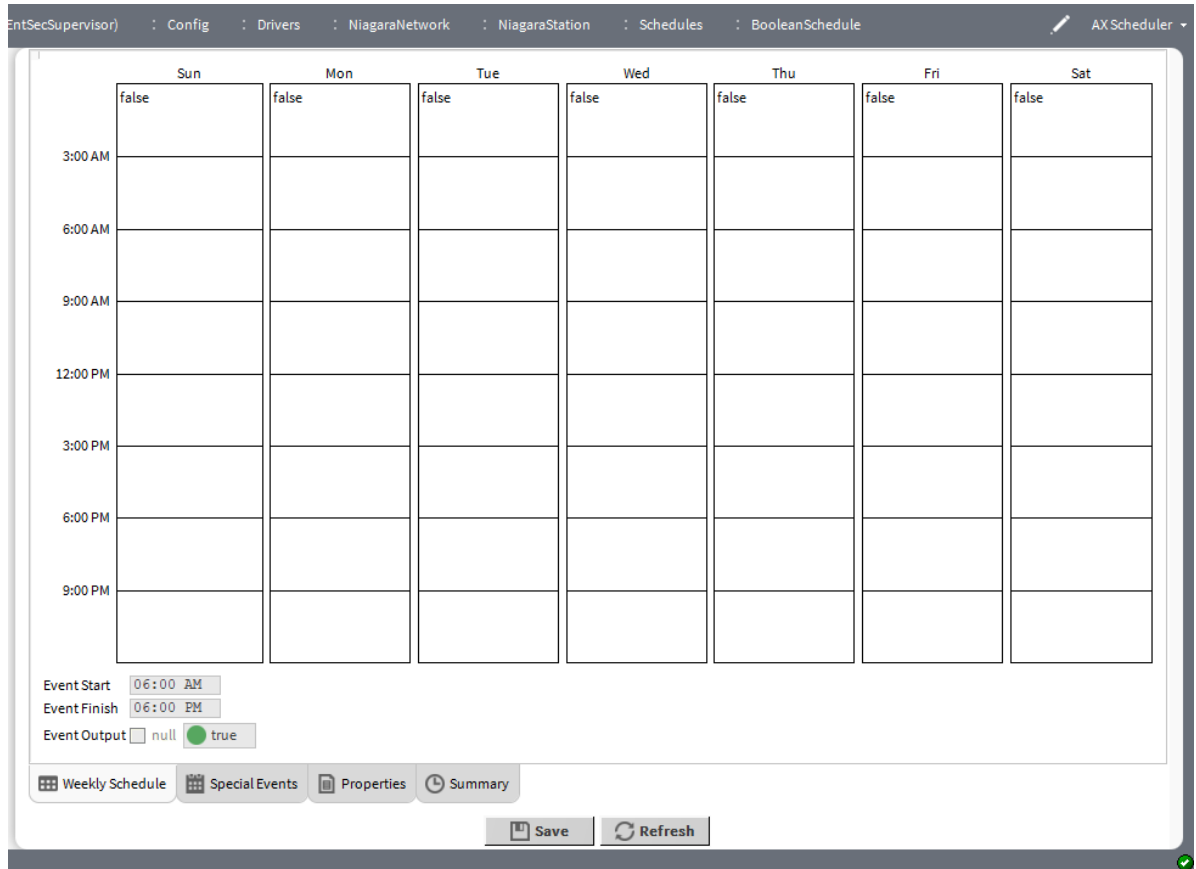 EntSecSupervisor) : Config : Drivers : NiagaraNetwork : NiagaraStation : Schedules : BooleanSchedule AX Scheduler
Sun Mon Tue Wed Thu Fri Sat
false false false false false false false
3:00 AM
6:00 AM
9:00 AM
12:00 PM
3:00 PM
6:00 PM
9:00 PM
Event Start 06:00 AM
Event Finish 06:00 PM
Event Output null true
Weekly Schedule Special Events Properties Summary
Save Refresh